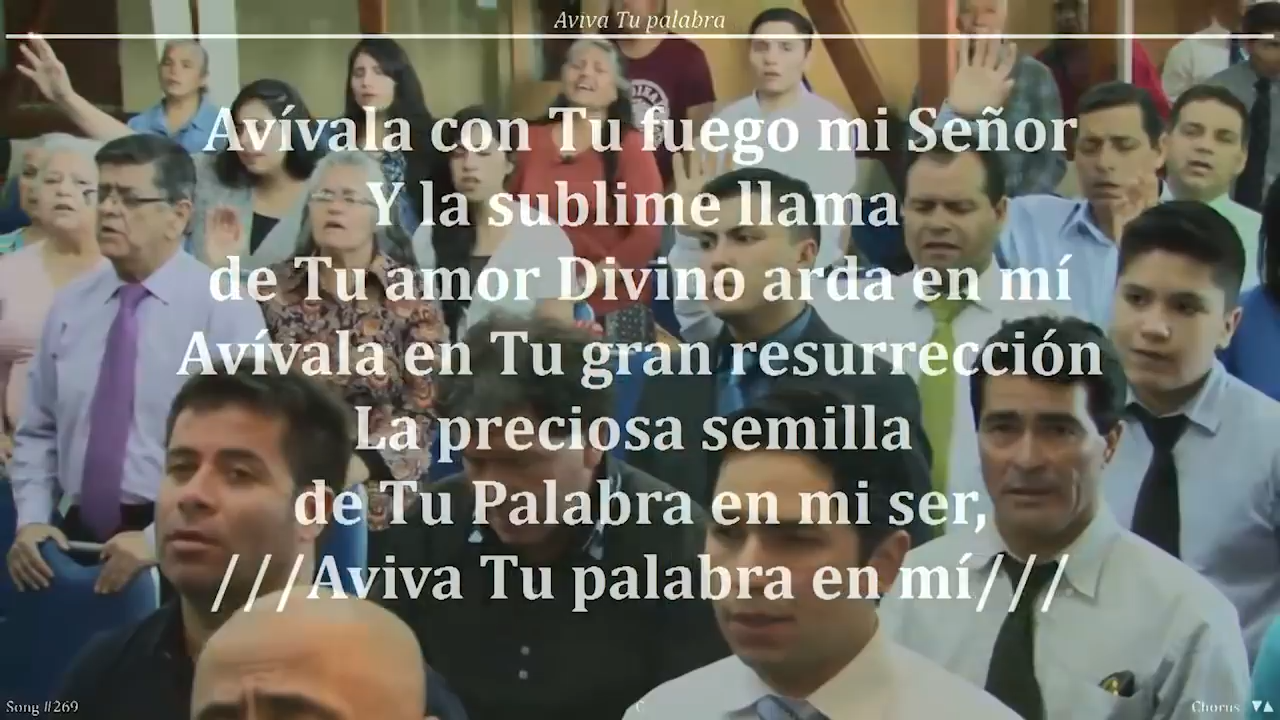 Aviva Tu palabra
Avívala con Tu fuego mi Señor
Y la sublime llama
de Tu amor Divino arda en mí
Avívala en Tu gran resurrección
La preciosa semilla
de Tu Palabra en mi ser,
///Aviva Tu palabra en mí///
Song #269
C
Chorus ▼▲